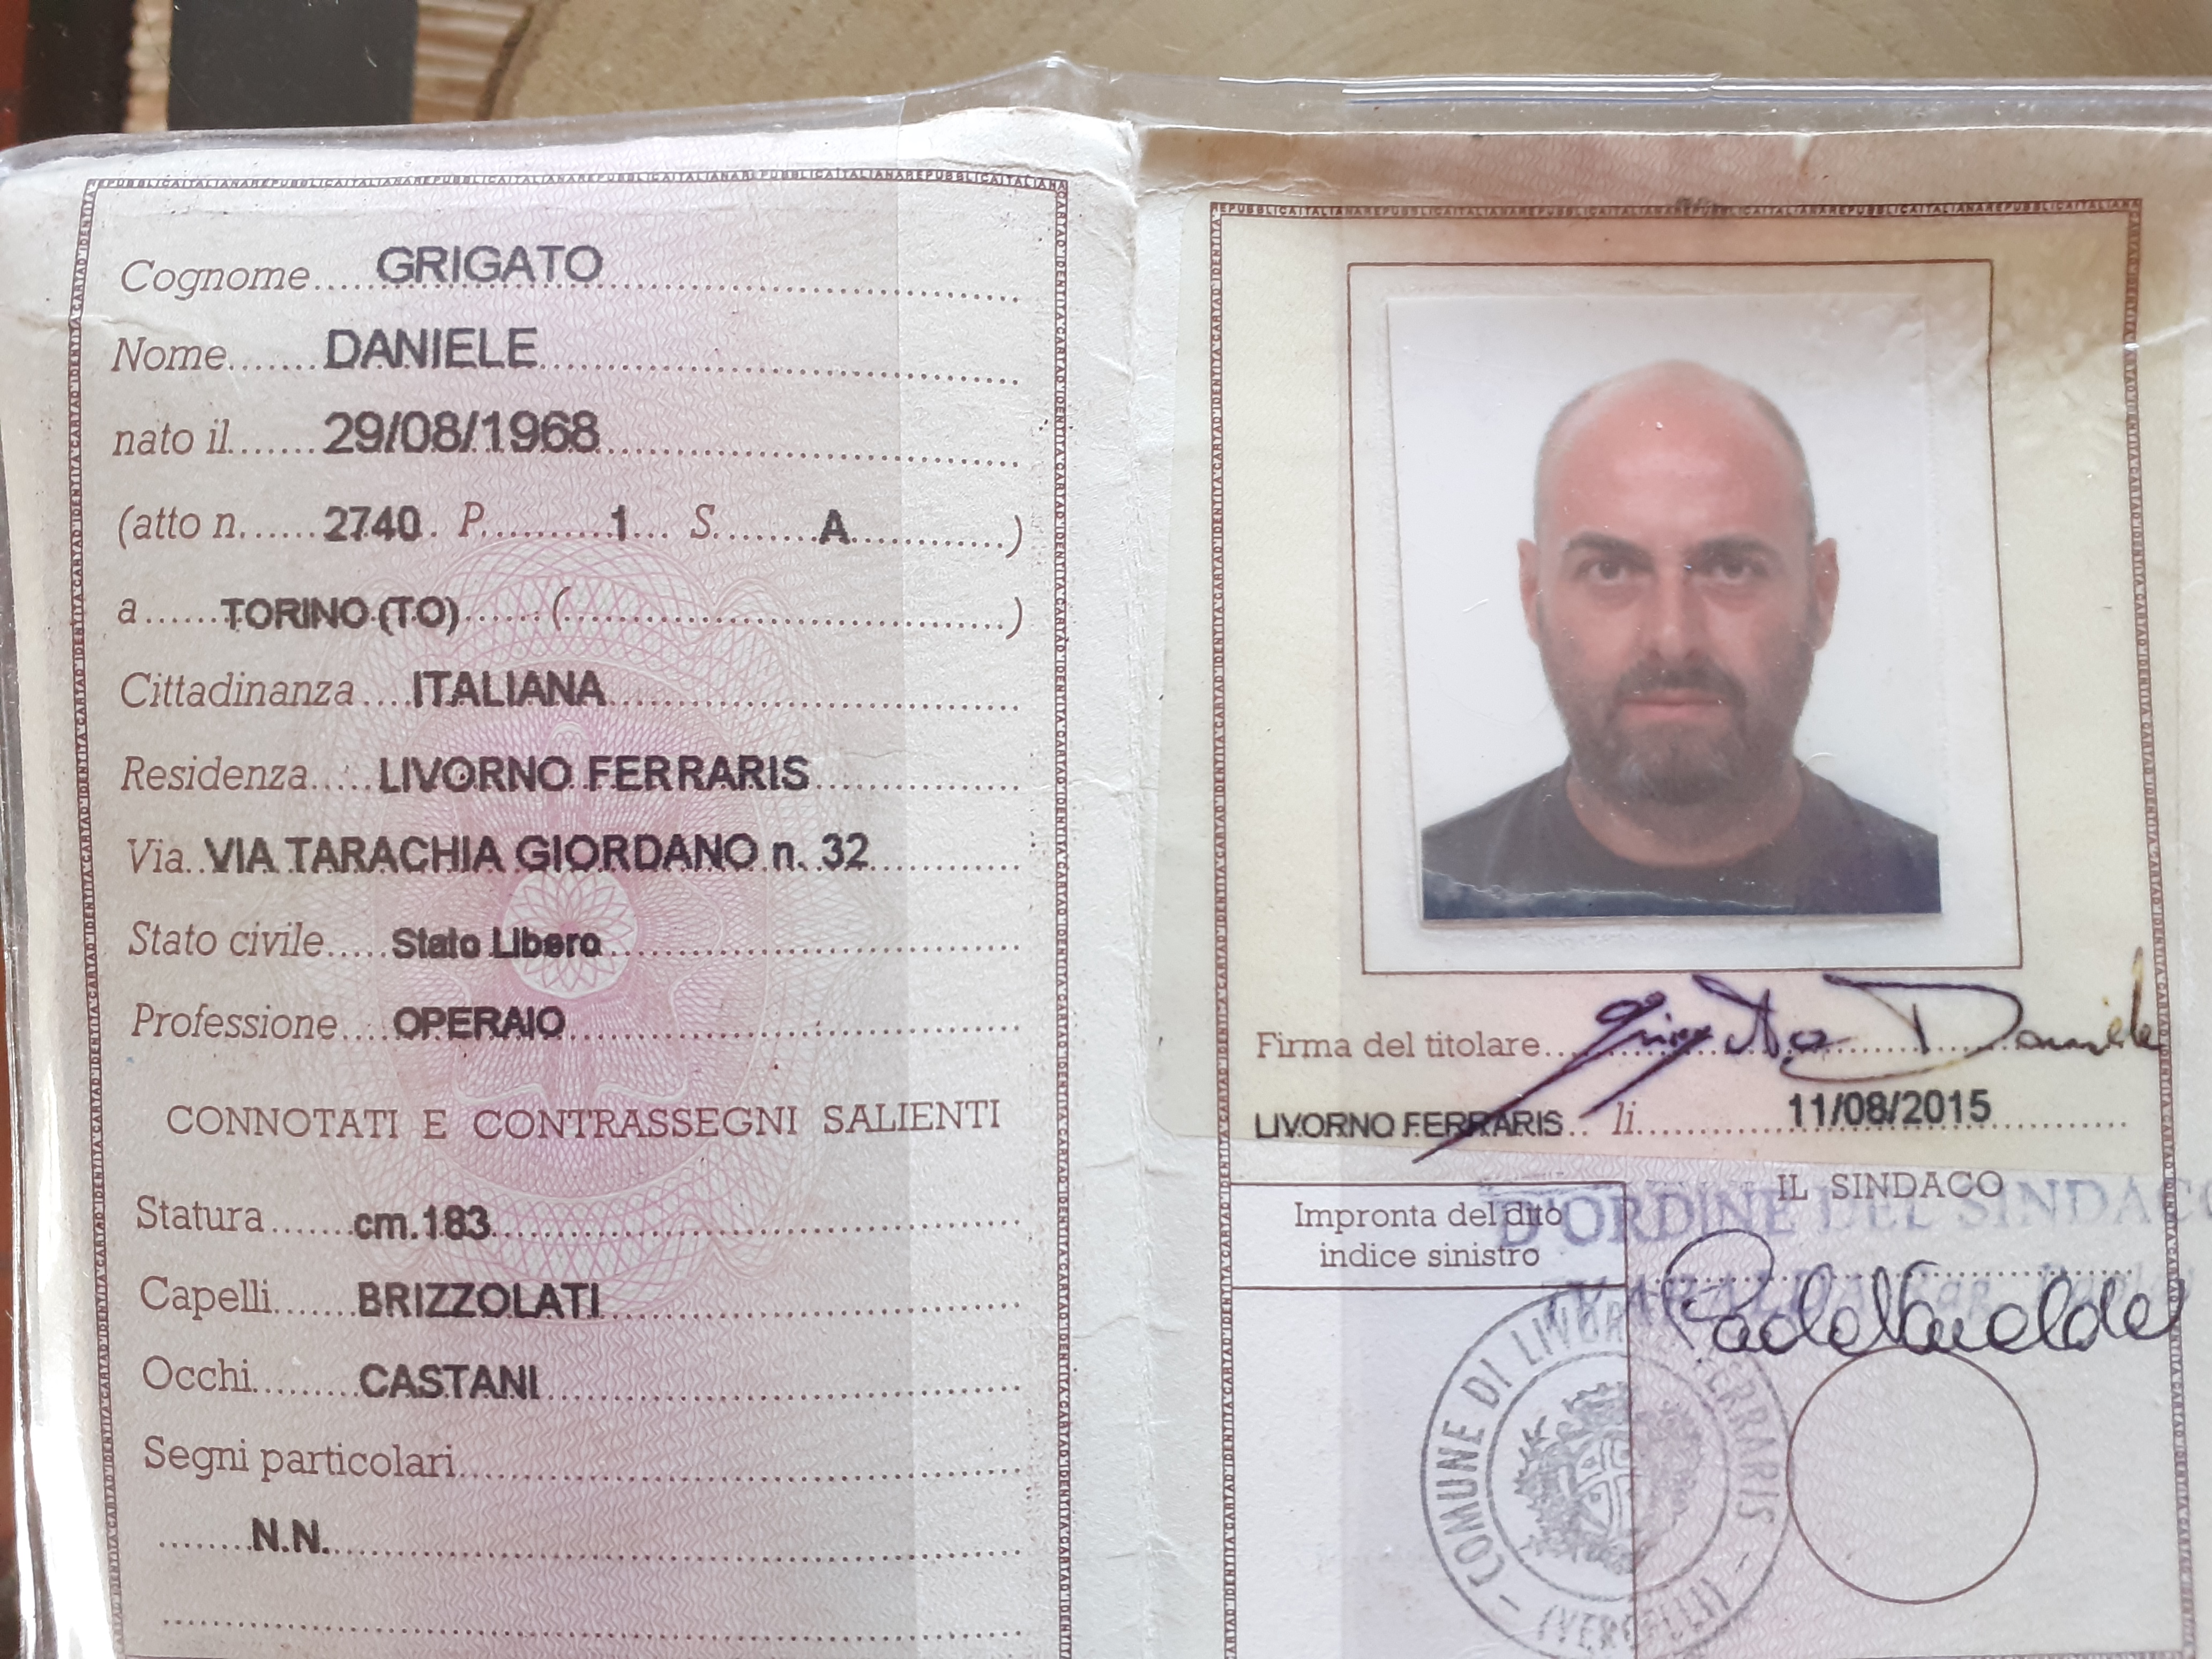 Cognome GRIGATO
Nome DANIELE
nato il 29/08/1968
(atto n. 2740 P. 1 S. A )
a TORINO (TO) ( )
Cittadinanza ITALIANA
Residenza LIVORNO FERRARIS
Via VIA TARACHIA GIORDANO n. 32
Stato civile Stato Libero
Professione OPERAIO
CONNOTATI E CONTRASSEGNI SALIENTI
Statura cm.183
Capelli BRIZZOLATI
Occhi CASTANI
Segni particolari
N.N.
Firma del titolare Daniele
LIVORNO FERRARIS li 11/08/2015
Impronta del dito
indice sinistro
IL SINDACO
D'ORDINE DEL SINDACO
COMUNE DI LIVORNO FERRARIS - (VERCELLI) -